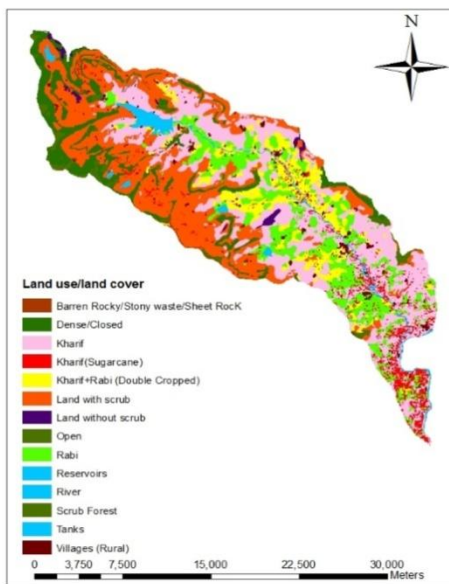 N
Land use/land cover
Barren Rocky/Stony waste/Sheet RocK
Dense/Closed
Kharif
Kharif(Sugarcane)
Kharif+Rabi (Double Cropped)
Land with scrub
Land without scrub
Open
Rabi
Reservoirs
River
Scrub Forest
Tanks
Villages (Rural)
0 3,750 7,500 15,000 22,500 30,000
Meters